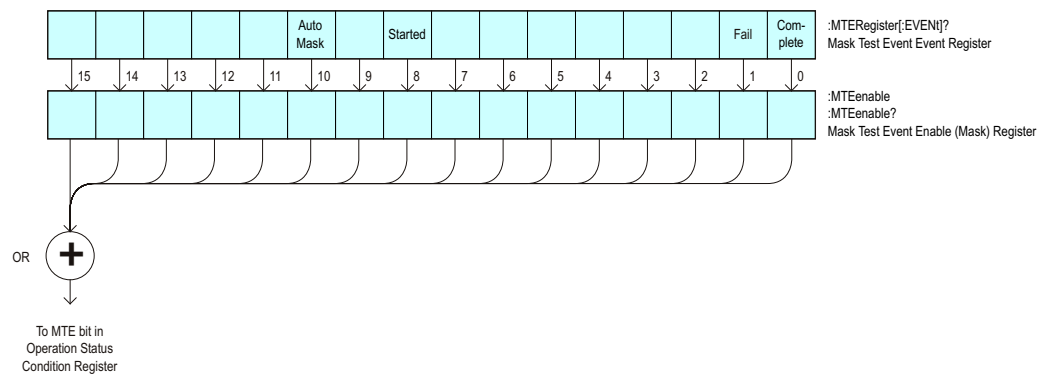 Auto
Mask
Started
Fail
Com-
plete
:MTERegister[:EVENt]?
Mask Test Event Event Register
15 14 13 12 11 10 9 8 7 6 5 4 3 2 1 0
:MTEenable
:MTEenable?
Mask Test Event Enable (Mask) Register
OR
+
To MTE bit in
Operation Status
Condition Register